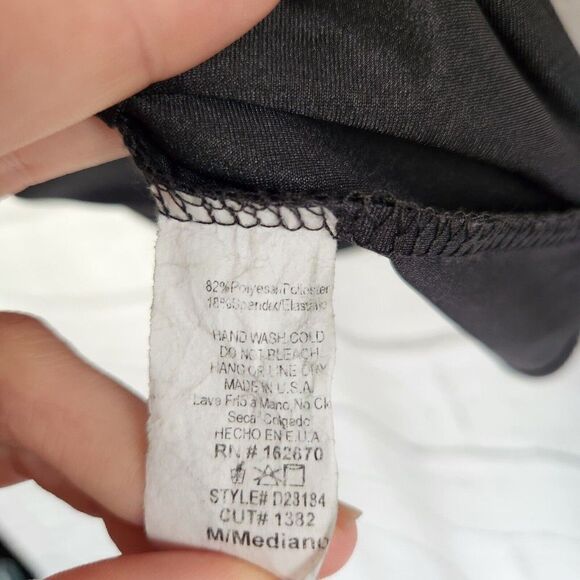 82%Polyester/Poliester
18%Spandex/Elastano
HAND WASH COLD
DO NOT BLEACH
HANG OR LINE DRY
MADE IN U.S.A.
Lave Frio a Mano, No Clo
Seca Colgado
HECHO EN E.U.A
RN # 162670
STYLE# D23184
CUT# 1382
M/Mediano